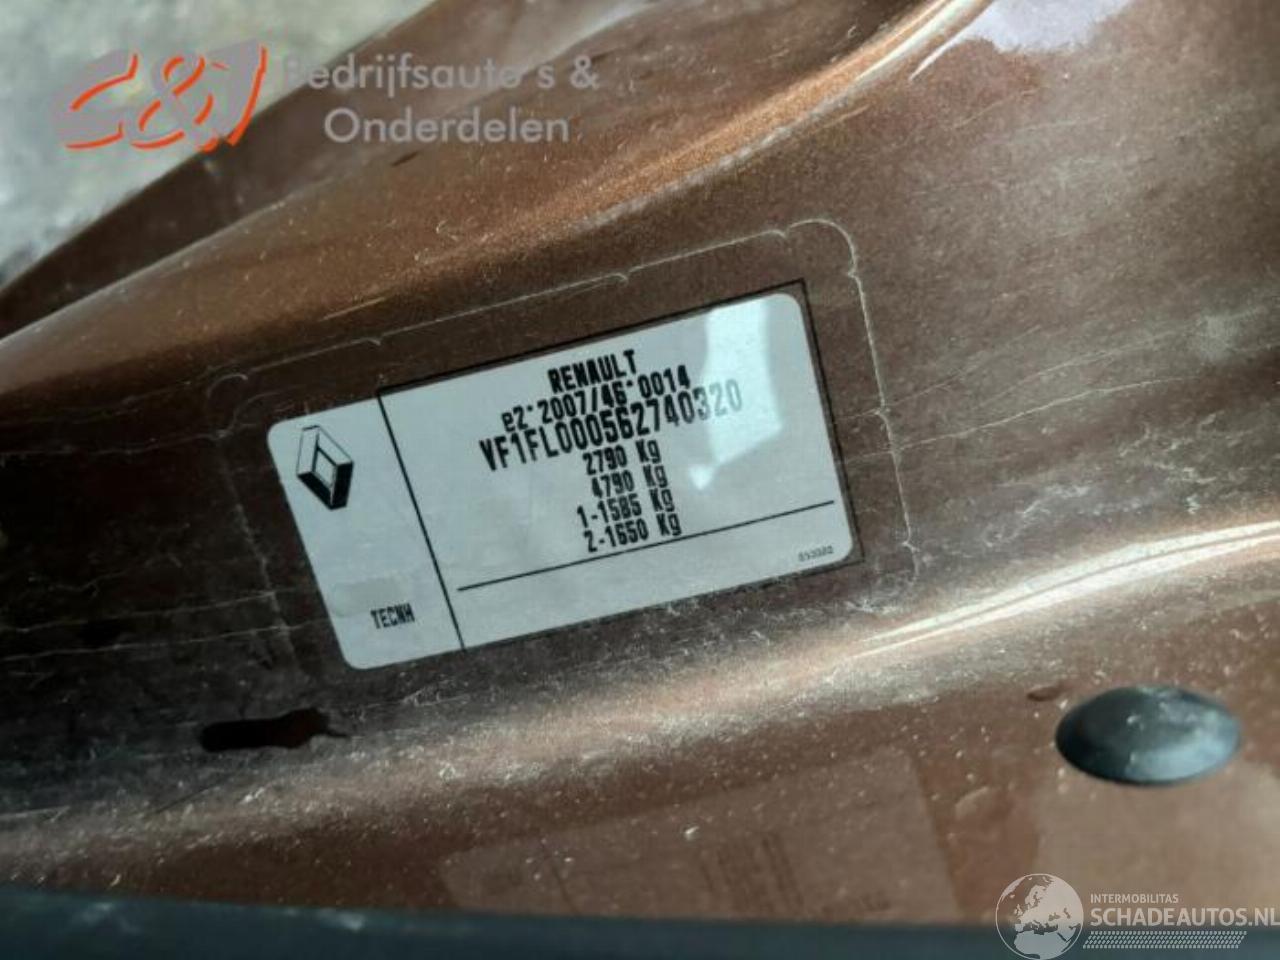 C&J Bedrijfsauto's &
Onderdelen
RENAULT
e2*2007/46*0014
VF1FL000562740320
2790 Kg
4790 Kg
1-1585 Kg
2-1650 Kg
TECNH
INTERMOBILITAS
SCHADEAUTOS.NL